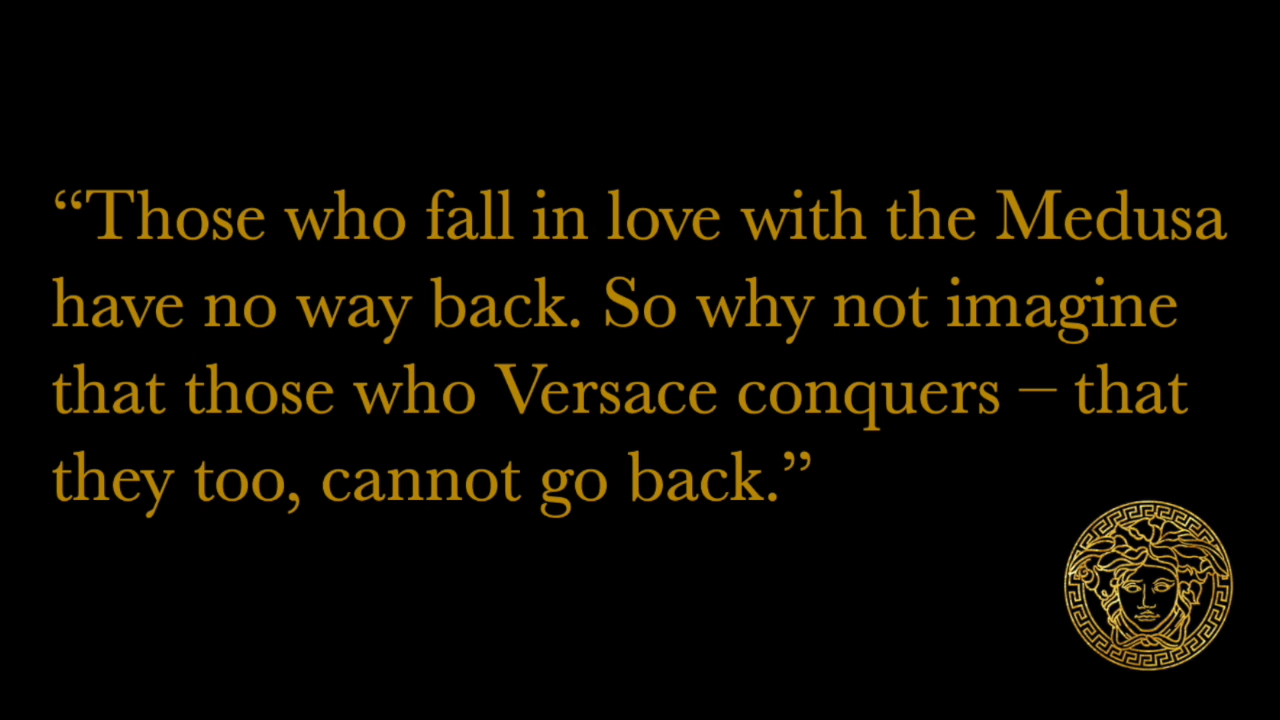 “Those who fall in love with the Medusa
have no way back. So why not imagine
that those who Versace conquers – that
they too, cannot go back.”